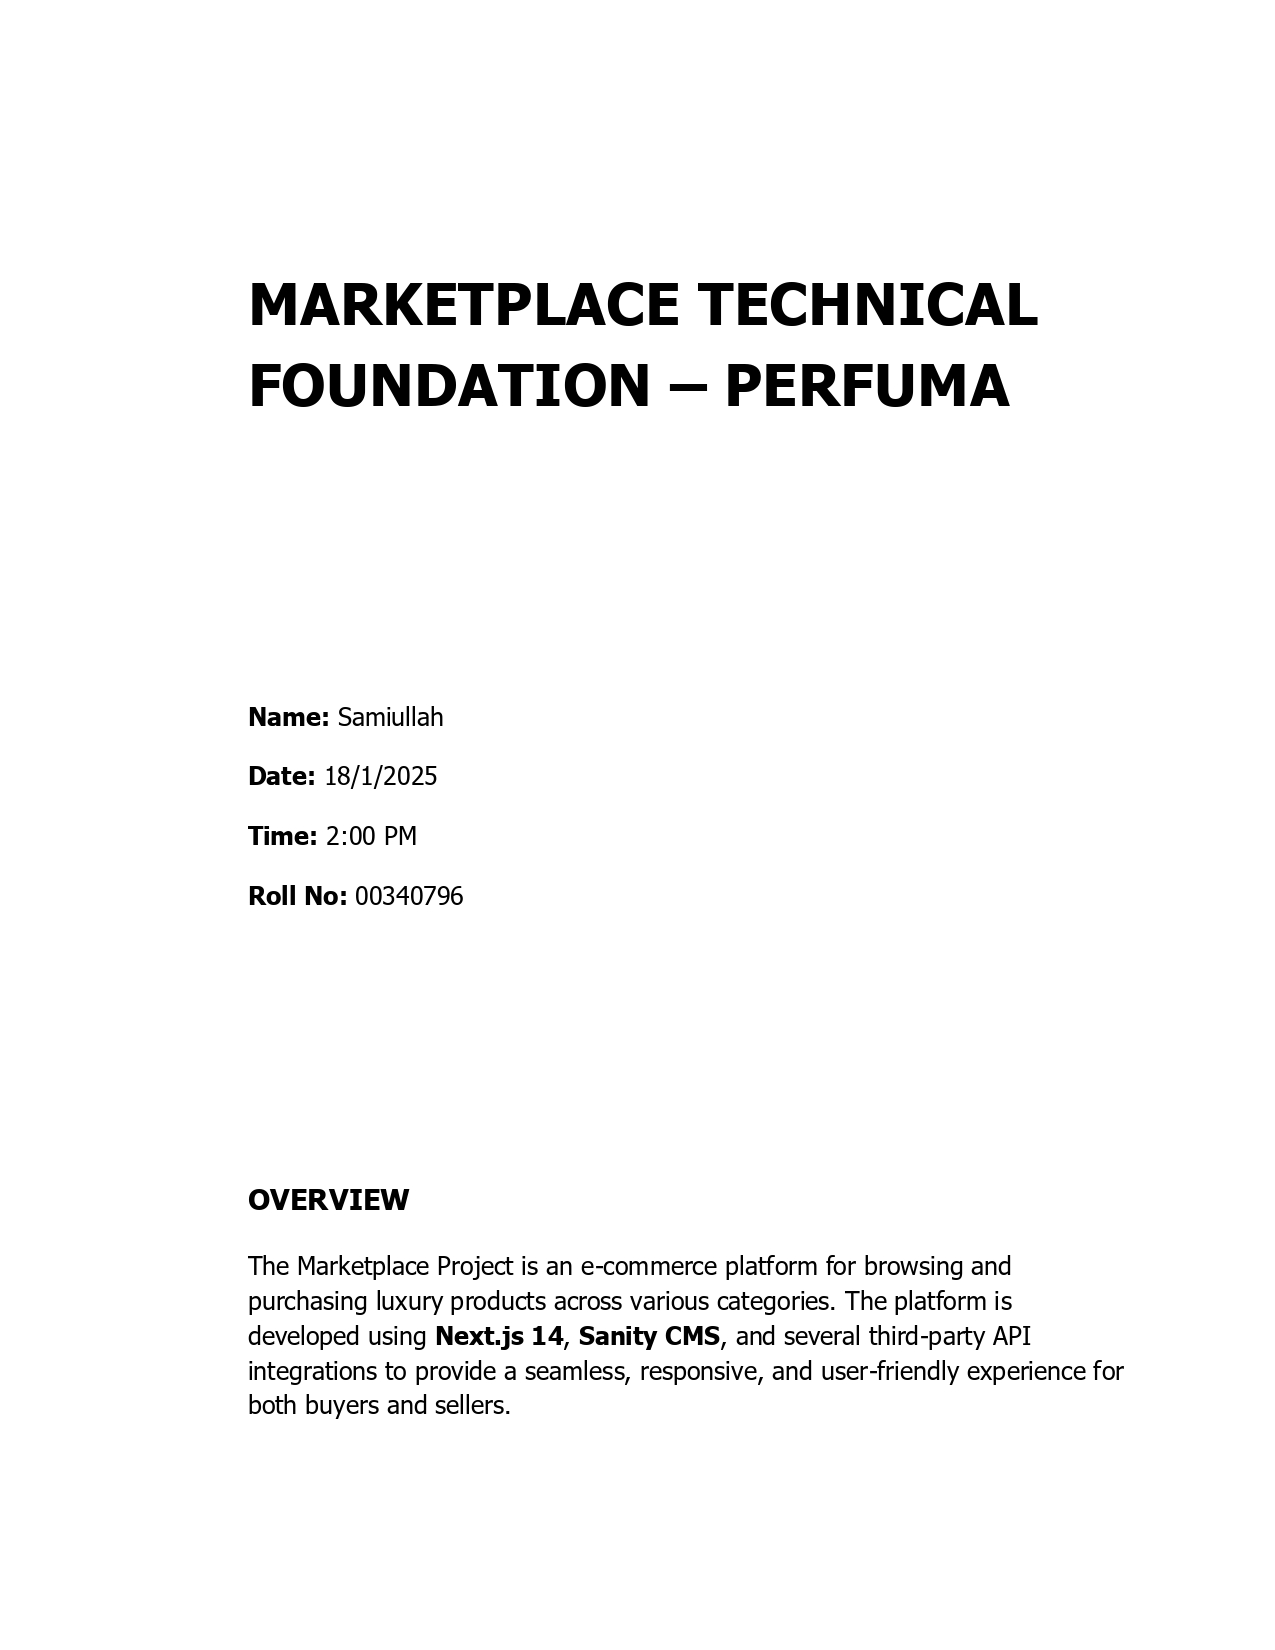 MARKETPLACE TECHNICAL
FOUNDATION – PERFUMA
Name: Samiullah
Date: 18/1/2025
Time: 2:00 PM
Roll No: 00340796
OVERVIEW
The Marketplace Project is an e-commerce platform for browsing and
purchasing luxury products across various categories. The platform is
developed using Next.js 14, Sanity CMS, and several third-party API
integrations to provide a seamless, responsive, and user-friendly experience for
both buyers and sellers.